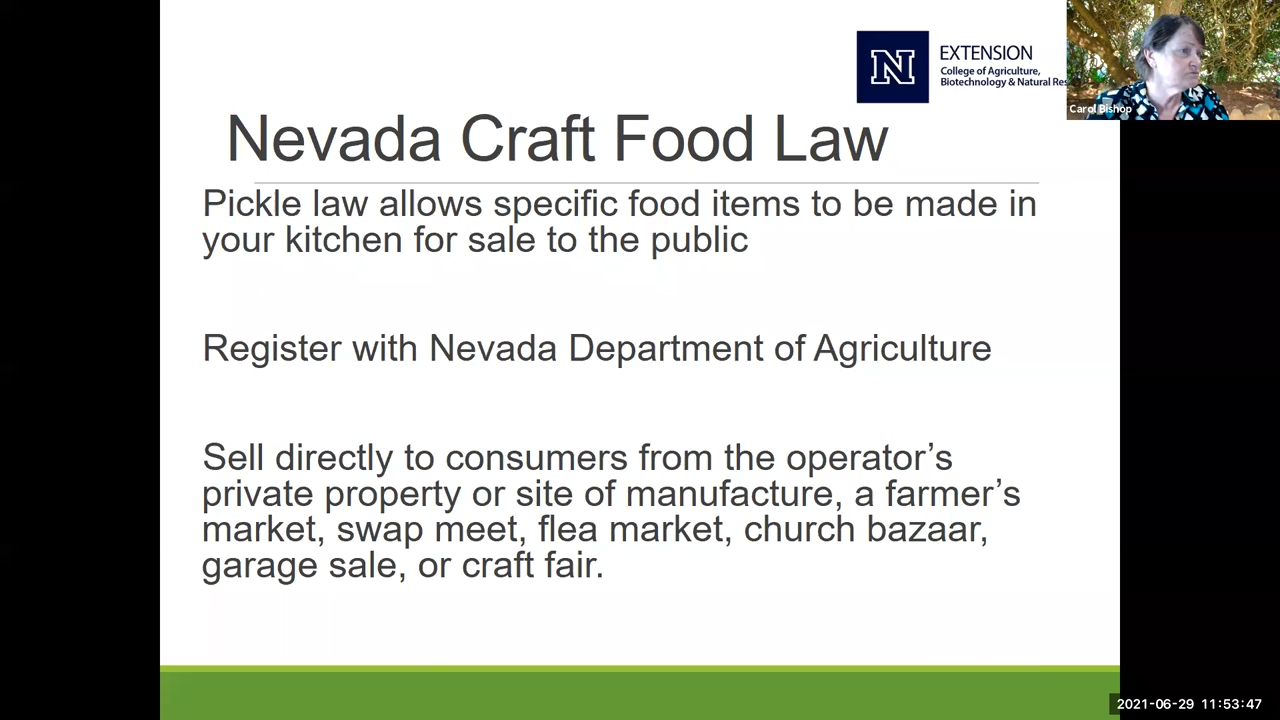 N
EXTENSION
College of Agriculture,
Biotechnology & Natural Res
Carol Bishop
Nevada Craft Food Law
Pickle law allows specific food items to be made in
your kitchen for sale to the public
Register with Nevada Department of Agriculture
Sell directly to consumers from the operator’s
private property or site of manufacture, a farmer’s
market, swap meet, flea market, church bazaar,
garage sale, or craft fair.
2021-06-29 11:53:47